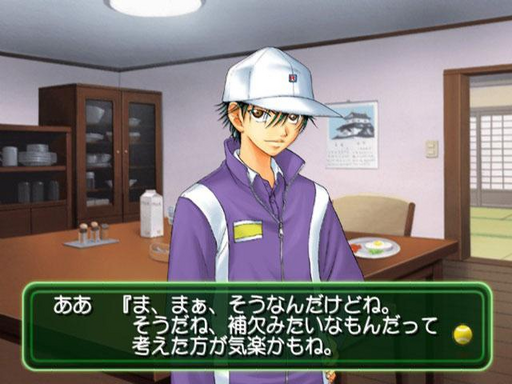 ああ 『ま、まぁ、そうなんだけどね。
そうだね、補欠みたいなもんだって
考えた方が気楽かもね。